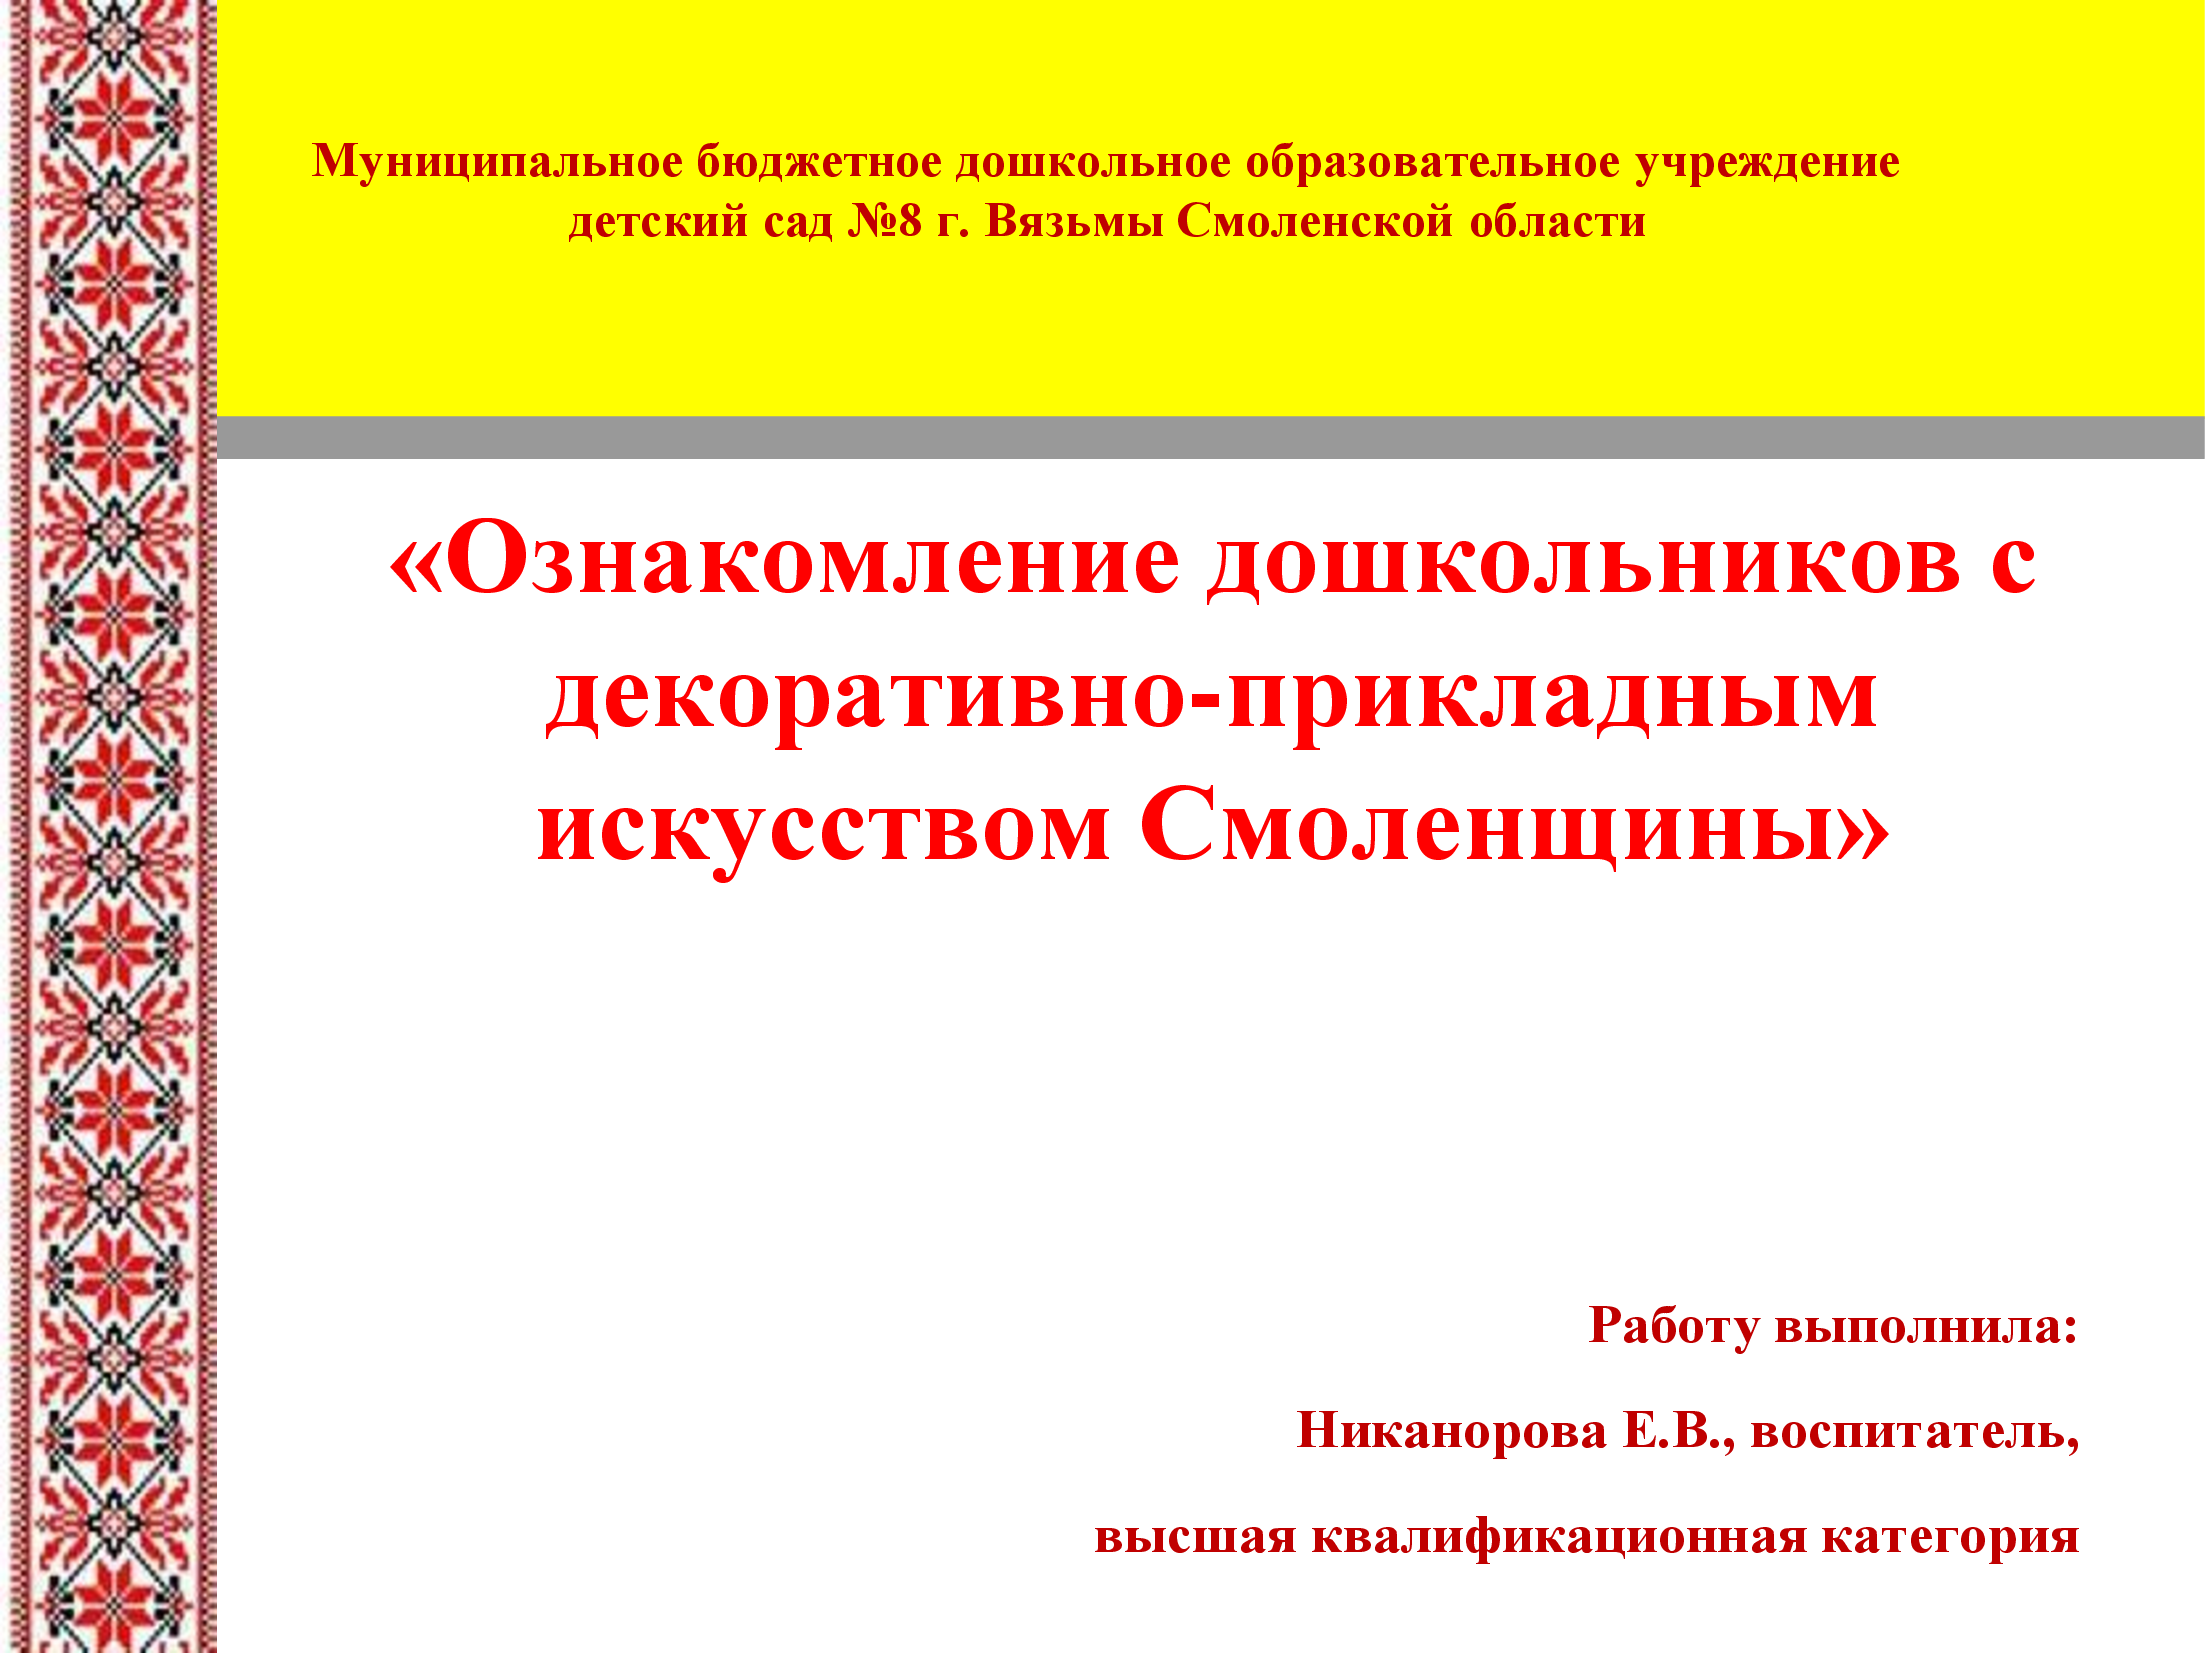 Муниципальное бюджетное дошкольное образовательное учреждение
детский сад №8 г. Вязьмы Смоленской области
«Ознакомление дошкольников с
декоративно-прикладным
искусством Смоленщины»
Работу выполнила:
Никанорова Е.В., воспитатель,
высшая квалификационная категория